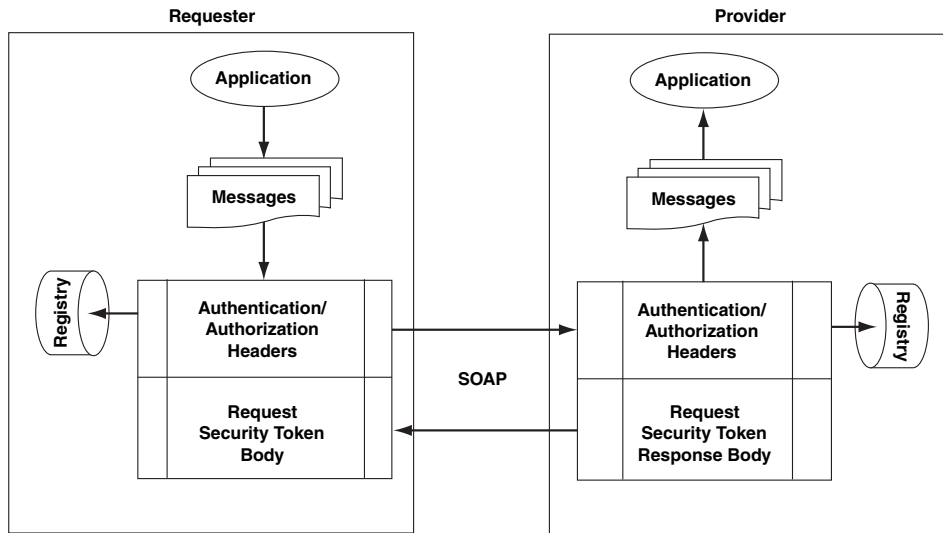 Requester
Provider
Application
Application
Messages
Messages
Registry
Authentication/
Authorization
Headers
Authentication/
Authorization
Headers
Registry
SOAP
Request
Security Token
Body
Request
Security Token
Response Body